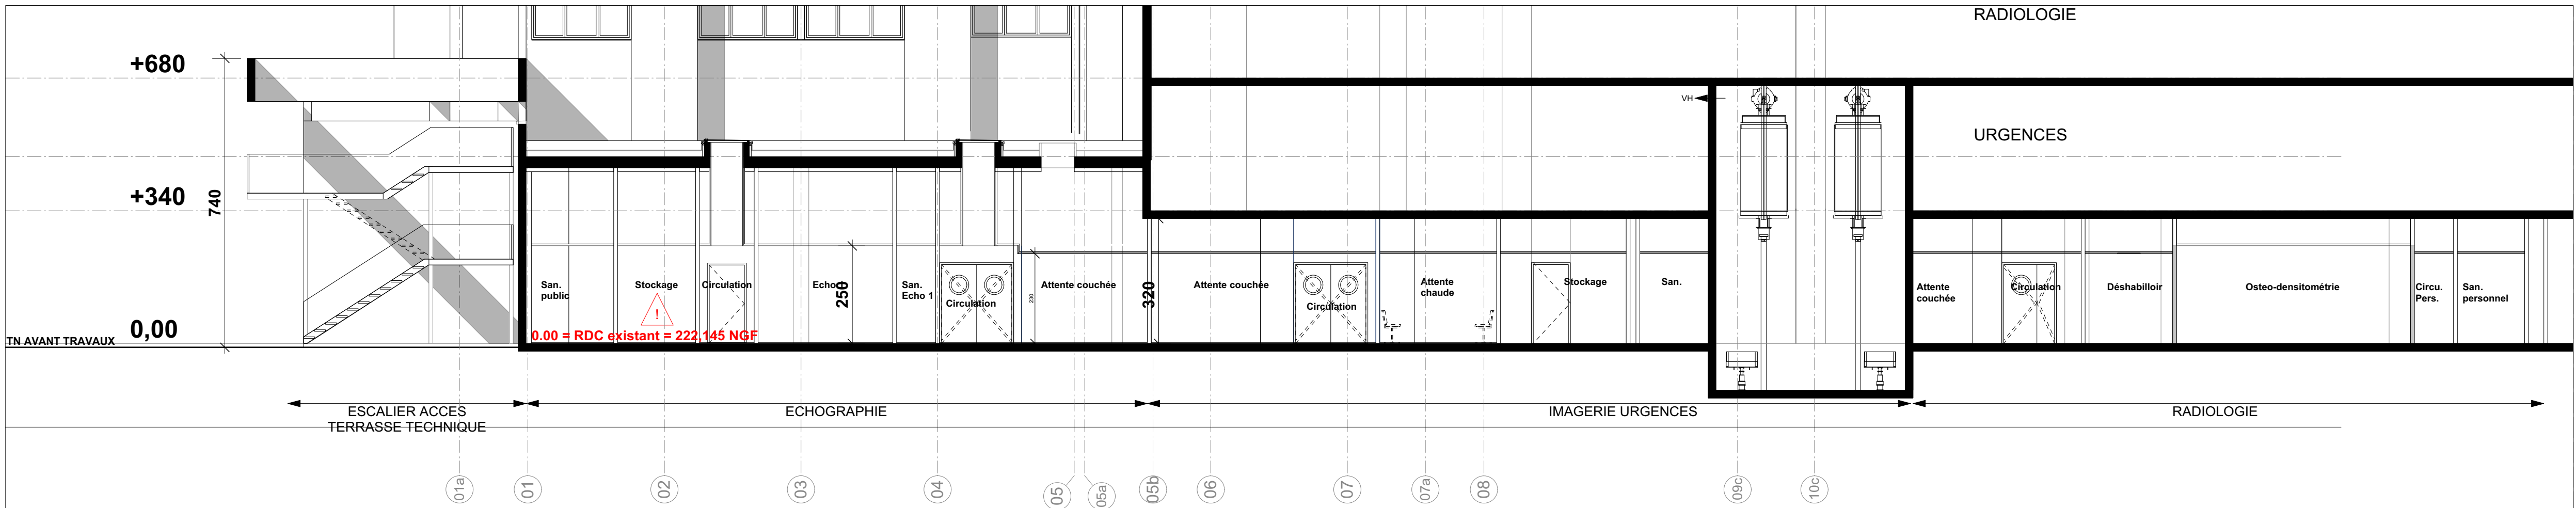 RADIOLOGIE
+680
VH
URGENCES
+340
740
San.
public
Stockage
Circulation
250
San.
Echo 1
Circulation
230
Attente couchée
320
Attente couchée
Circulation
Attente
chaude
Stockage
San.
Attente
couchée
Circulation
Déshabilloir
Osteo-densitométrie
Circu.
Pers.
San.
personnel
!
0,00
0.00 = RDC existant = 222,145 NGF
TN AVANT TRAVAUX
ESCALIER ACCES
TERRASSE TECHNIQUE
ECHOGRAPHIE
IMAGERIE URGENCES
RADIOLOGIE
01a
01
02
03
04
05
05a
05b
06
07
07a
08
09c
10c